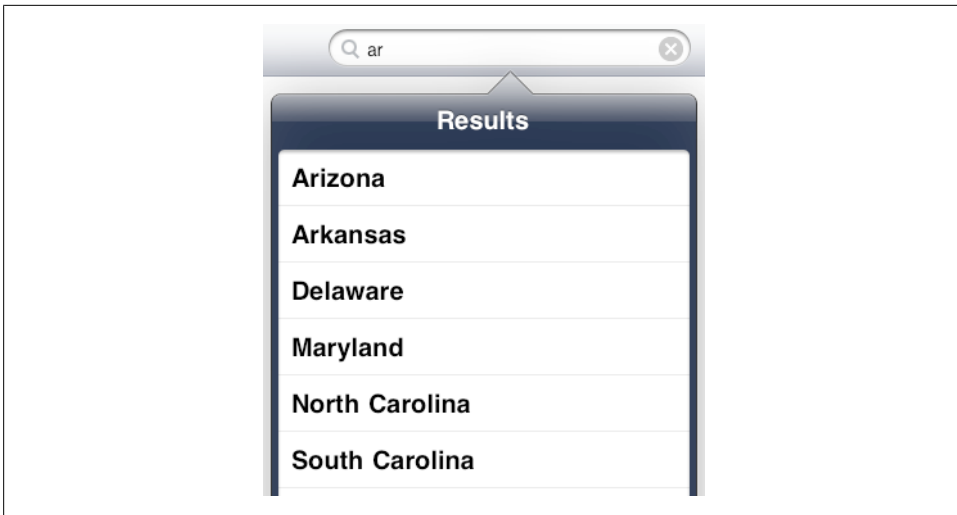 ar
Results
Arizona
Arkansas
Delaware
Maryland
North Carolina
South Carolina